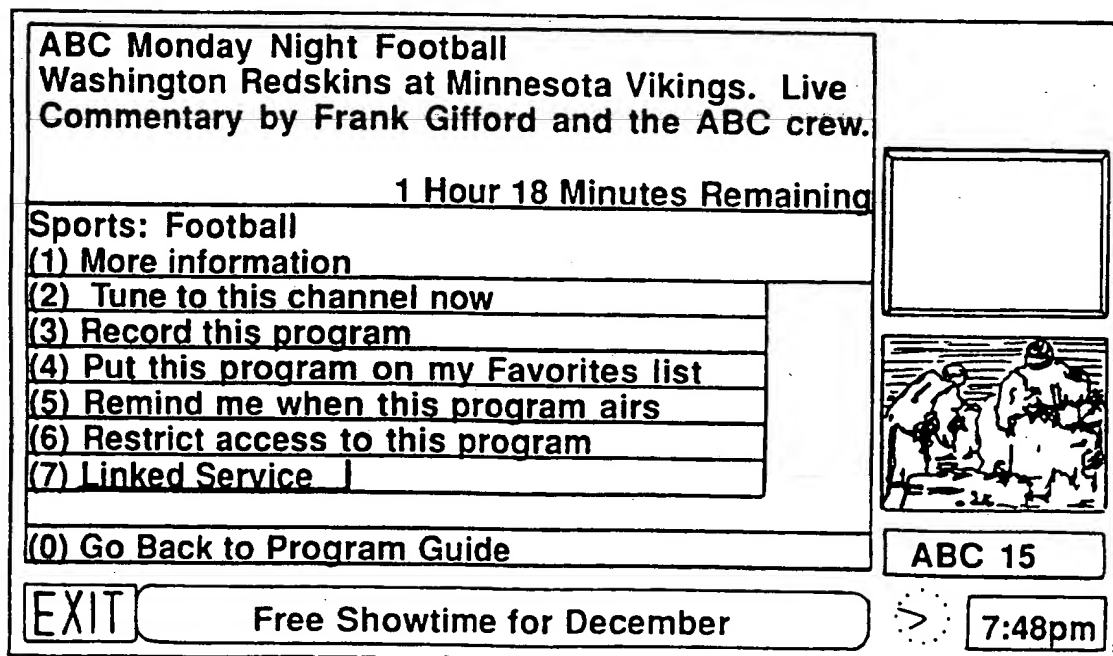 ABC Monday Night Football
Washington Redskins at Minnesota Vikings. Live
Commentary by Frank Gifford and the ABC crew.
1 Hour 18 Minutes Remaining
Sports: Football
(1) More information
(2) Tune to this channel now
(3) Record this program
(4) Put this program on my Favorites list
(5) Remind me when this program airs
(6) Restrict access to this program
(7) Linked Service
(0) Go Back to Program Guide
ABC 15
EXIT
Free Showtime for December
7:48pm